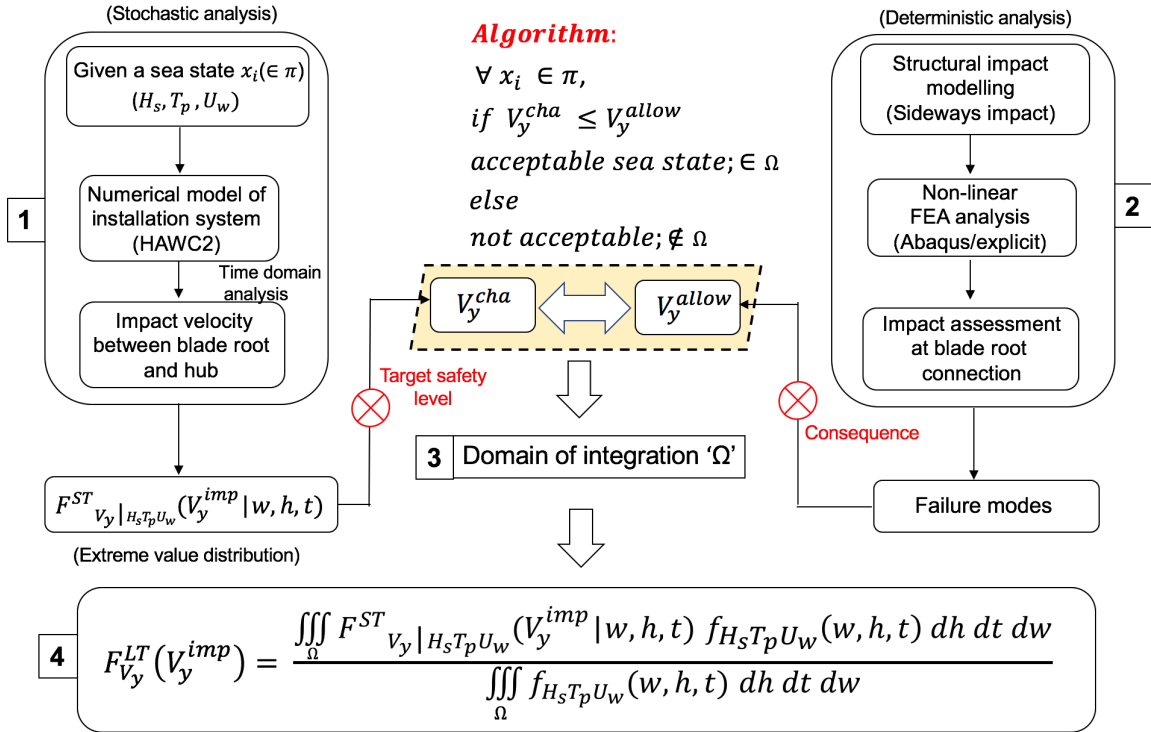 (Stochastic analysis)
Given a sea state x_i(∈ π)
(H_s, T_p, U_w)
1
Numerical model of
installation system
(HAWC2)
Time domain
analysis
Impact velocity
between blade root
and hub
F^{ST}_{V_y|H_sT_pU_w}(V_y^{imp}|w, h, t)
(Extreme value distribution)
Algorithm:
∀ x_i ∈ π,
if V_y^{cha} ≤ V_y^{allow}
acceptable sea state; ∈ Ω
else
not acceptable; ∉ Ω
V_y^{cha}
V_y^{allow}
Target safety
level
Consequence
3 Domain of integration ‘Ω’
(Deterministic analysis)
Structural impact
modelling
(Sideways impact)
2
Non-linear
FEA analysis
(Abaqus/explicit)
Impact assessment
at blade root
connection
Failure modes
4
F_{V_y}^{LT}(V_y^{imp}) =
∭_Ω F^{ST}_{V_y|H_sT_pU_w}(V_y^{imp}|w, h, t) f_{H_sT_pU_w}(w, h, t) dh dt dw
∭_Ω f_{H_sT_pU_w}(w, h, t) dh dt dw